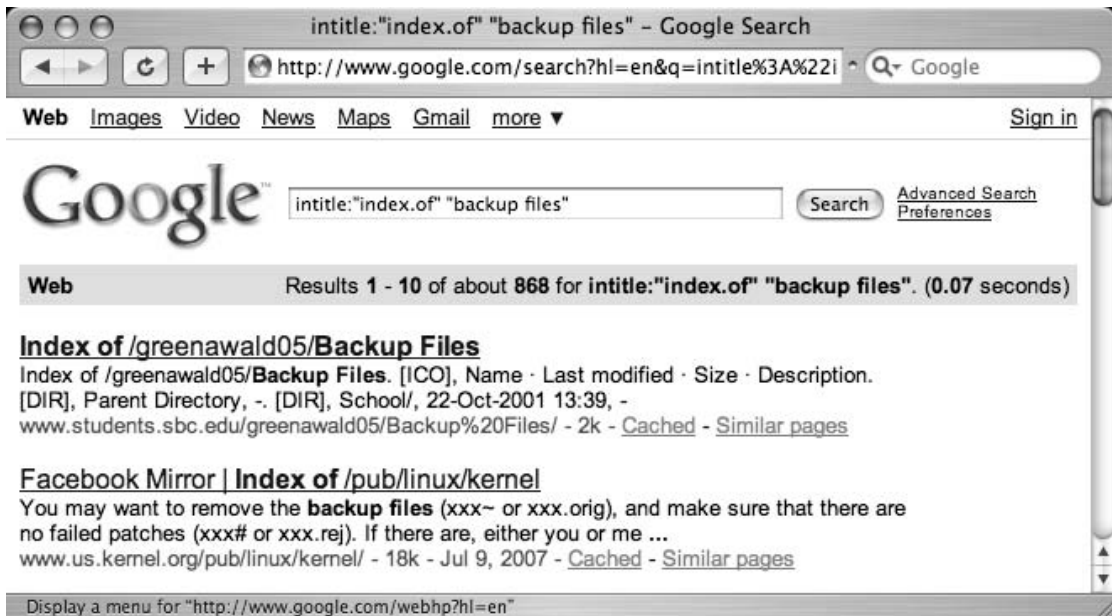 intitle:"index.of" "backup files" – Google Search
http://www.google.com/search?hl=en&q=intitle%3A%22i
Google
Web Images Video News Maps Gmail more ▼ Sign in
Google™
intitle:"index.of" "backup files"
Search
Advanced Search
Preferences
Web Results 1 - 10 of about 868 for intitle:"index.of" "backup files". (0.07 seconds)
Index of /greenawald05/Backup Files
Index of /greenawald05/Backup Files. [ICO], Name · Last modified · Size · Description.
[DIR], Parent Directory, -. [DIR], School/, 22-Oct-2001 13:39, -
www.students.sbc.edu/greenawald05/Backup%20Files/ - 2k - Cached - Similar pages
Facebook Mirror | Index of /pub/linux/kernel
You may want to remove the backup files (xxx~ or xxx.orig), and make sure that there are
no failed patches (xxx# or xxx.rej). If there are, either you or me ...
www.us.kernel.org/pub/linux/kernel/ - 18k - Jul 9, 2007 - Cached - Similar pages
Display a menu for "http://www.google.com/webhp?hl=en"